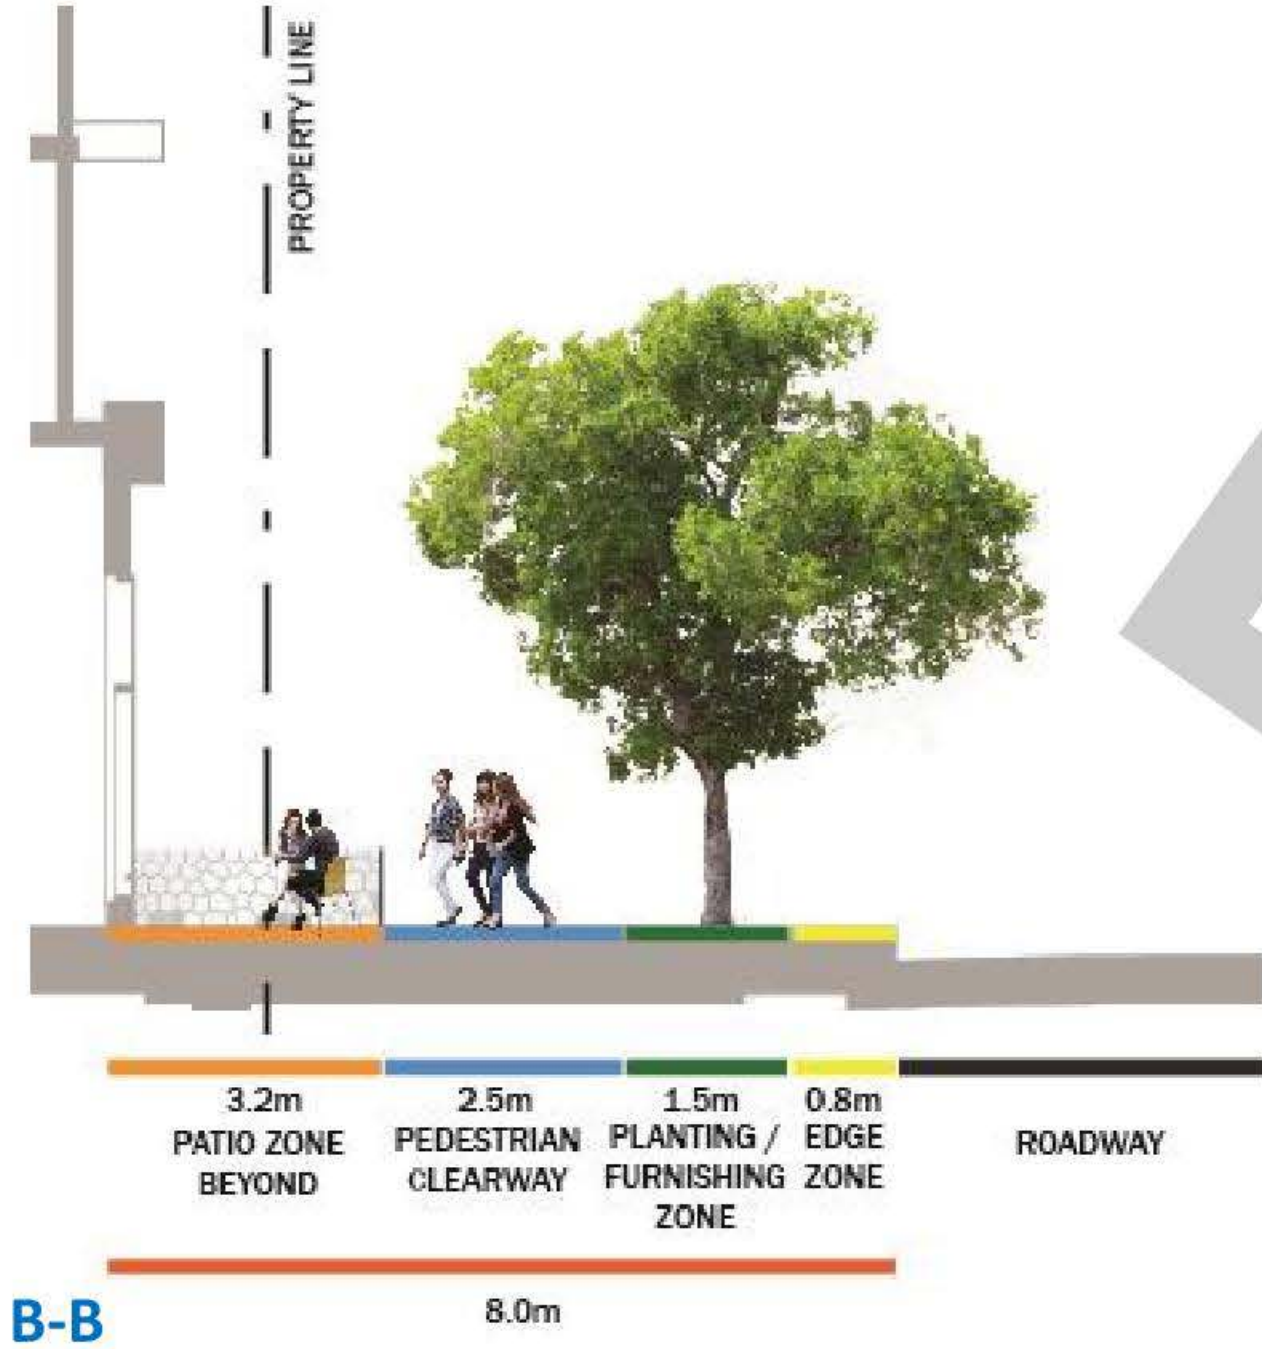 PROPERTY LINE
3.2m
PATIO ZONE
BEYOND
2.5m
PEDESTRIAN
CLEARWAY
1.5m
PLANTING /
FURNISHING
ZONE
0.8m
EDGE
ZONE
ROADWAY
8.0m
B-B